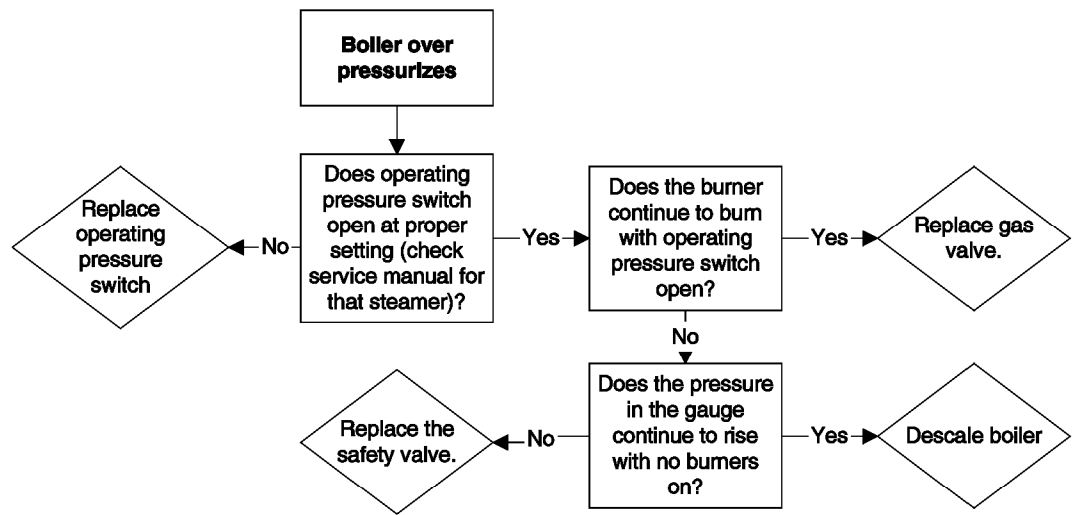 Boiler over
pressurizes
Does operating
pressure switch
open at proper
setting (check
service manual for
that steamer)?
No
Replace
operating
pressure
switch
Yes
Does the burner
continue to burn
with operating
pressure switch
open?
Yes
Replace gas
valve.
No
Does the pressure
in the gauge
continue to rise
with no burners
on?
No
Replace the
safety valve.
Yes
Descale boiler